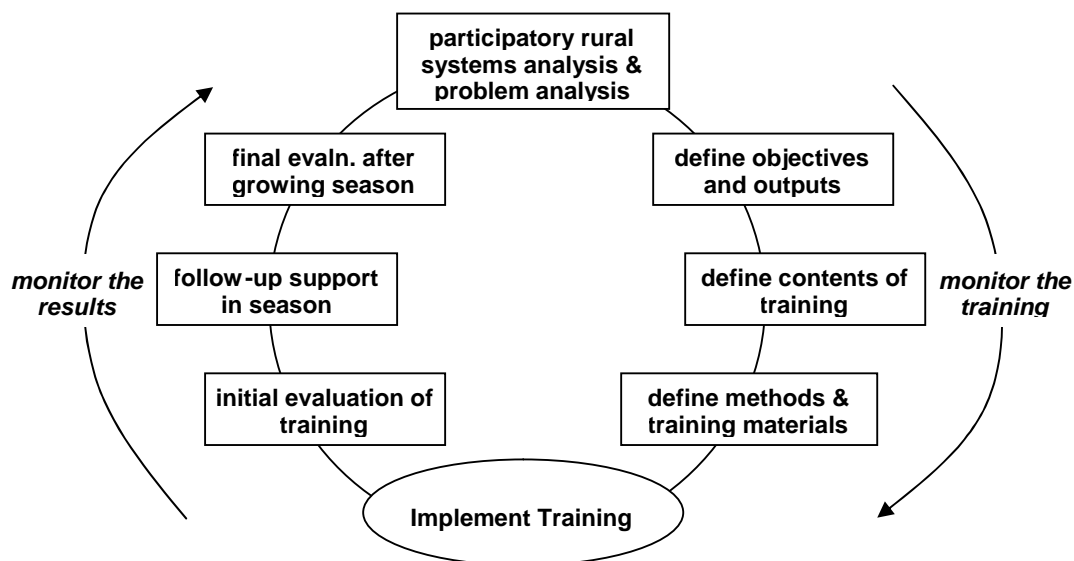 participatory rural
systems analysis &
problem analysis
final evaln. after
growing season
define objectives
and outputs
monitor the
results
follow-up support
in season
define contents of
training
monitor the
training
initial evaluation of
training
define methods &
training materials
Implement Training